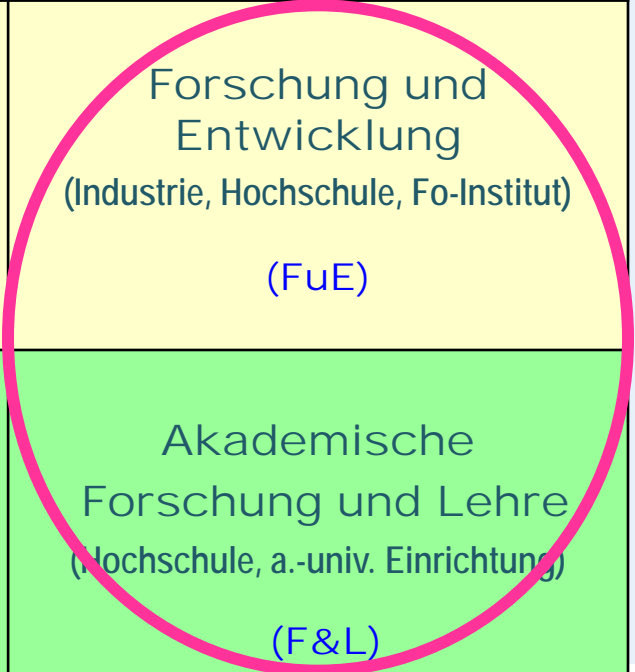 Forschung und
Entwicklung
(Industrie, Hochschule, Fo-Institut)
(FuE)
Akademische
Forschung und Lehre
(Hochschule, a.-univ. Einrichtung)
(F&L)